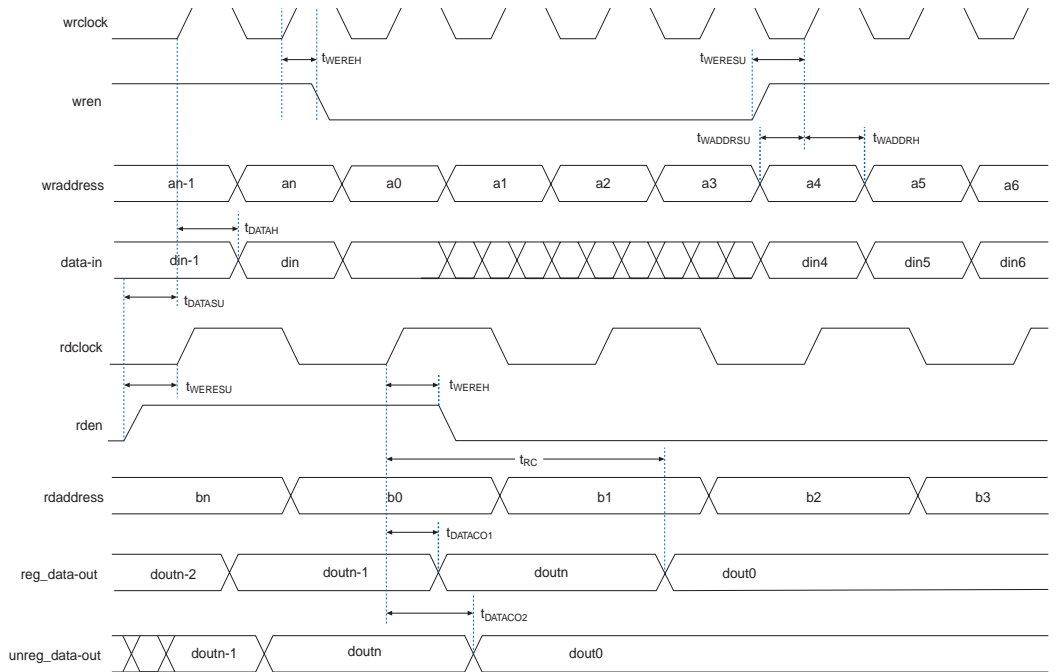 wrclock
tWEREH
tWERESU
wren
tWADDRSU
tWADDRH
wraddress an-1 an a0 a1 a2 a3 a4 a5 a6
tDATAH
data-in din-1 din din4 din5 din6
tDATASU
rdclock
tWERESU
tWEREH
rden
tRC
rdaddress bn b0 b1 b2 b3
tDATACO1
reg_data-out doutn-2 doutn-1 doutn dout0
tDATACO2
unreg_data-out doutn-1 doutn dout0